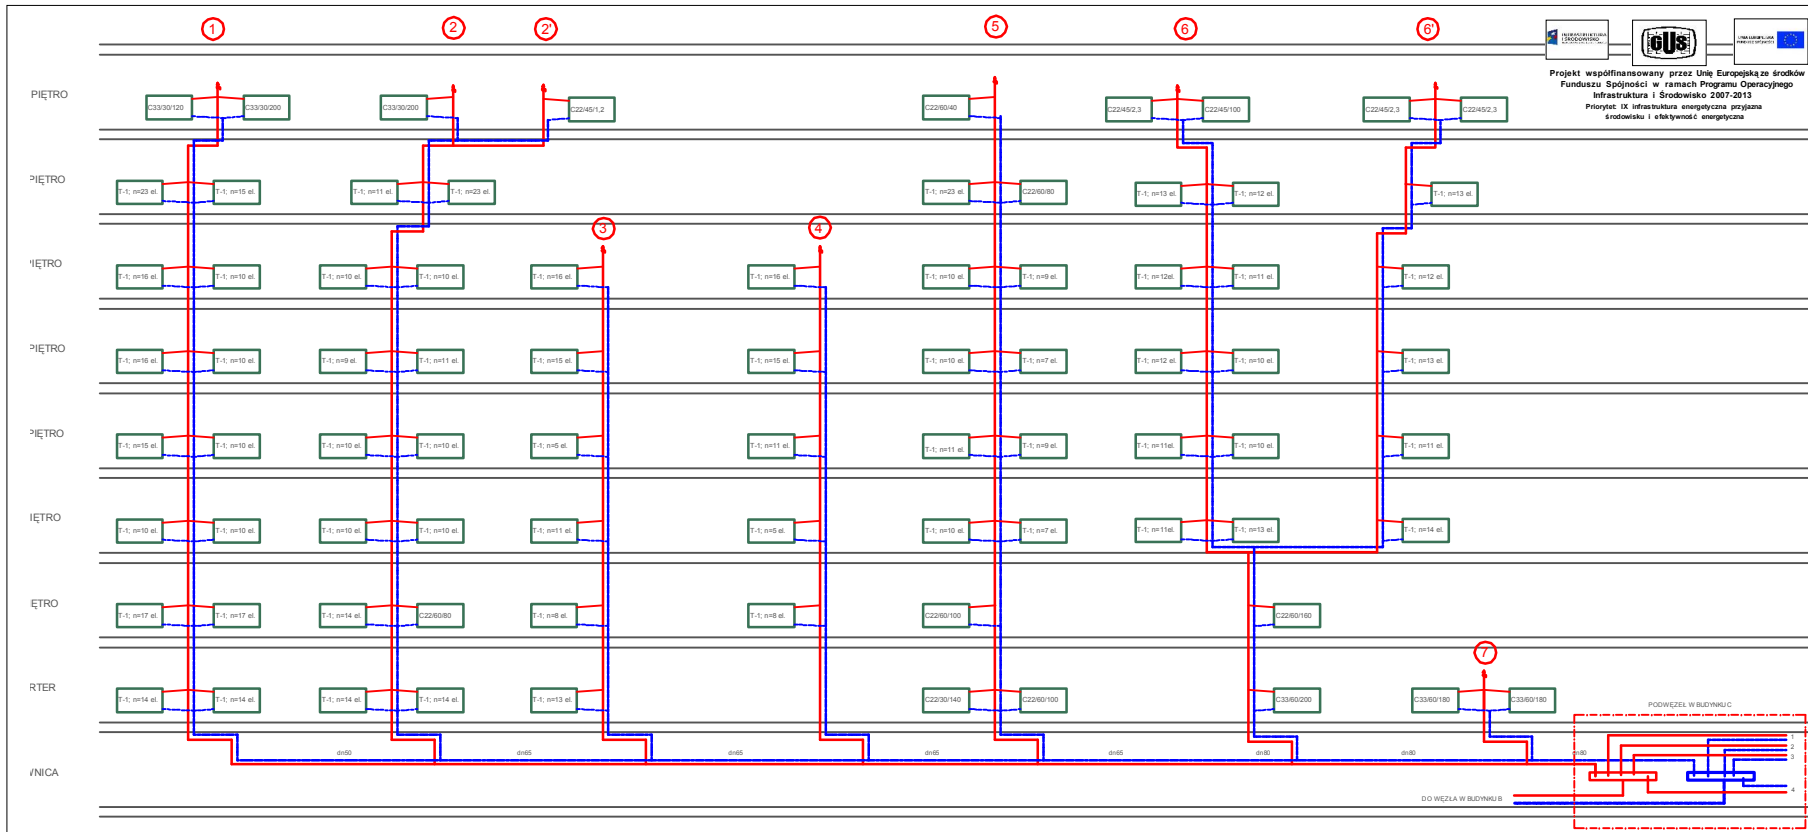 1
2
2'
5
6
6'
INFRASTRUKTURA
I ŚRODOWISKO
GUS
UNIA EUROPEJSKA
Projekt współfinansowany przez Unię Europejską ze środków
Funduszu Spójności w ramach Programu Operacyjnego
Infrastruktura i Środowisko 2007-2013
Priorytet IX infrastruktura energetyczna przyjazna
środowisku i efektywność energetyczna
PIĘTRO
C33/30/120
C33/30/200
C33/30/200
C22/45/1,2
C22/60/40
C22/45/2,3
C22/45/100
C22/45/2,3
C22/45/2,3
PIĘTRO
T-1; n=23 el.
T-1; n=15 el.
T-1; n=11 el.
T-1; n=23 el.
T-1; n=23 el.
C22/60/80
T-1; n=13 el.
T-1; n=12 el.
T-1; n=13 el.
3
4
IĘTRO
T-1; n=16 el.
T-1; n=10 el.
T-1; n=10 el.
T-1; n=10 el.
T-1; n=16 el.
T-1; n=16 el.
T-1; n=10 el.
T-1; n=9 el.
T-1; n=12el.
T-1; n=11 el.
T-1; n=12 el.
PIĘTRO
T-1; n=16 el.
T-1; n=10 el.
T-1; n=9 el.
T-1; n=11 el.
T-1; n=15 el.
T-1; n=15 el.
T-1; n=10 el.
T-1; n=7 el.
T-1; n=12 el.
T-1; n=10 el.
T-1; n=13 el.
PIĘTRO
T-1; n=15 el.
T-1; n=10 el.
T-1; n=10 el.
T-1; n=10 el.
T-1; n=5 el.
T-1; n=11 el.
T-1; n=11 el.
T-1; n=9 el.
T-1; n=11el.
T-1; n=10 el.
T-1; n=11 el.
IĘTRO
T-1; n=10 el.
T-1; n=10 el.
T-1; n=10 el.
T-1; n=10 el.
T-1; n=11 el.
T-1; n=5 el.
T-1; n=10 el.
T-1; n=7 el.
T-1; n=11el.
T-1; n=13 el.
T-1; n=14 el.
ĘTRO
T-1; n=17 el.
T-1; n=17 el.
T-1; n=14 el.
C22/60/80
T-1; n=8 el.
T-1; n=8 el.
C22/60/100
C22/60/160
7
RTER
T-1; n=14 el.
T-1; n=14 el.
T-1; n=14 el.
T-1; n=14 el.
T-1; n=13 el.
C22/30/140
C22/60/100
C33/60/200
C33/60/180
C33/60/180
PODWĘZEŁ W BUDYNKU C
dn50
dn65
dn65
dn65
dn65
dn80
dn80
dn80
1
2
3
WNICA
4
DO WĘZŁA W BUDYNKU B